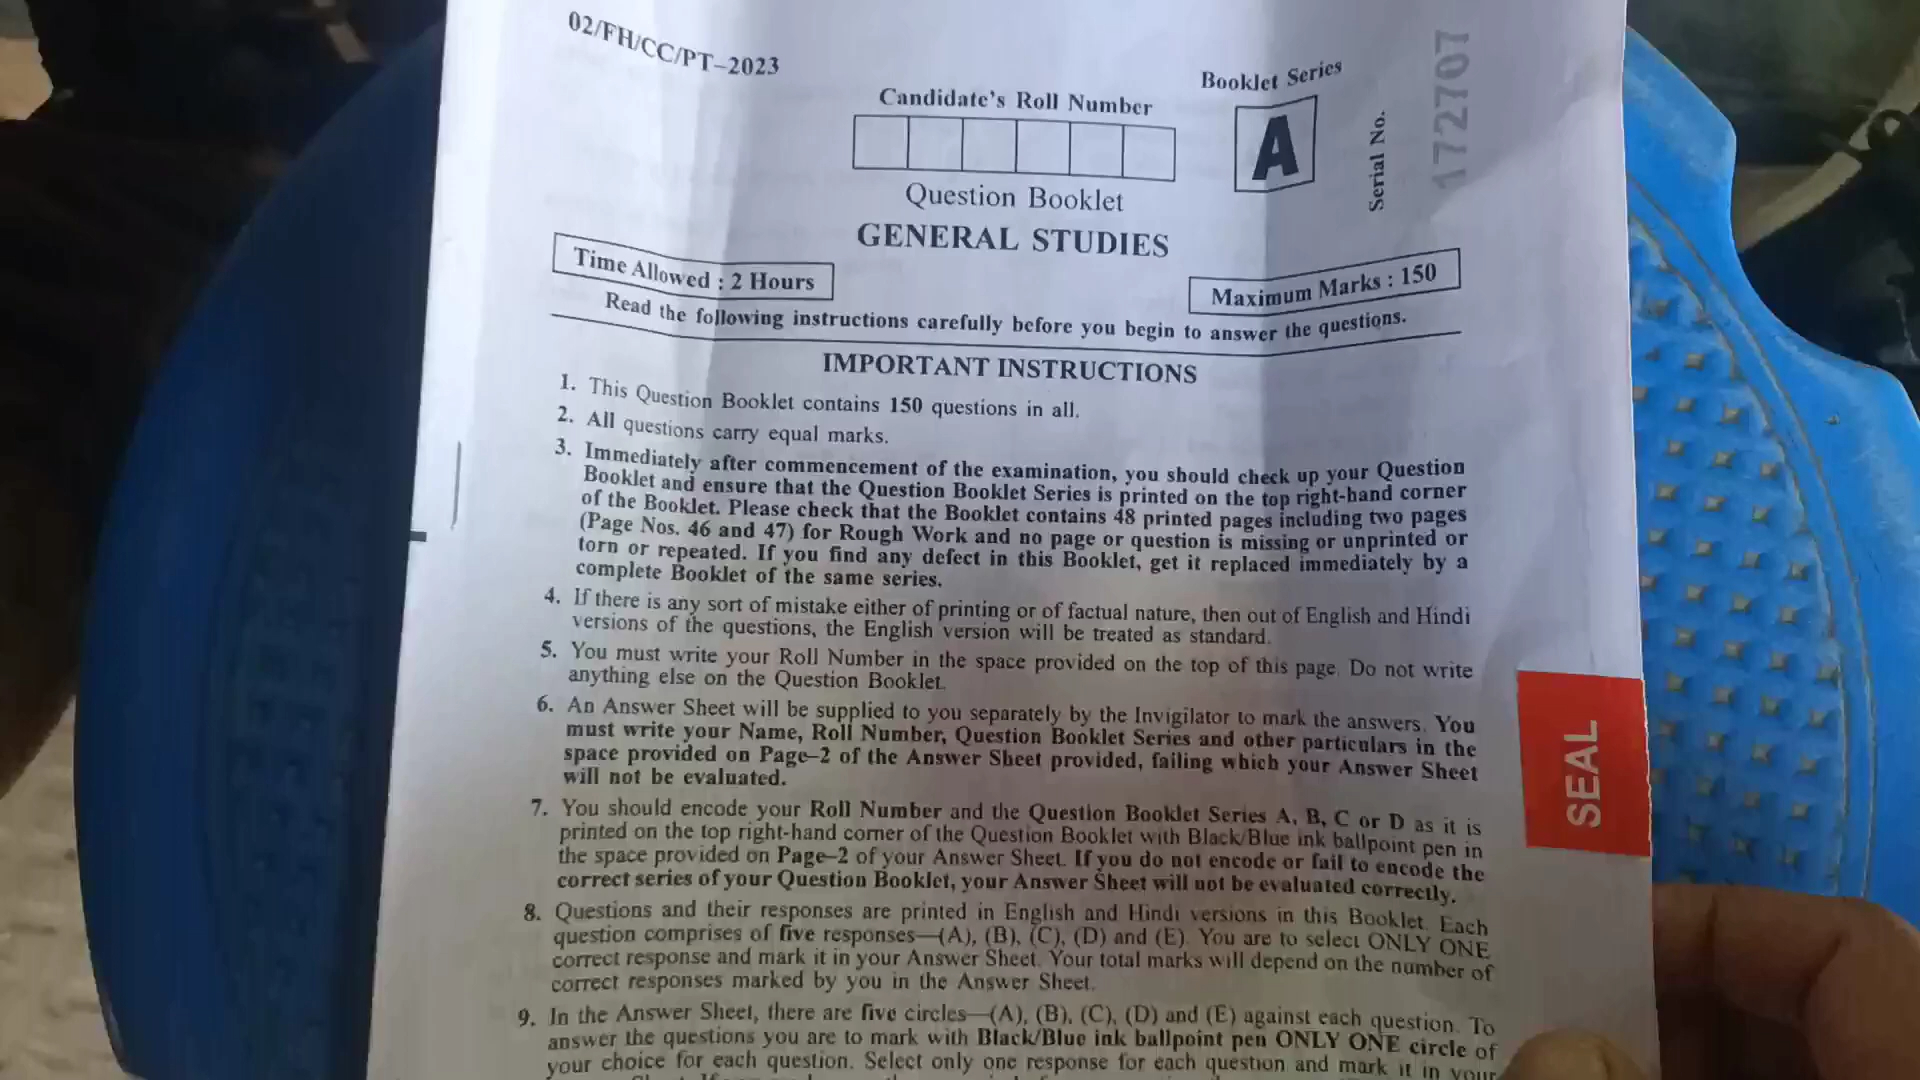 02/FH/CC/PT–2023
Booklet Series
Candidate's Roll Number
A
Serial No.
172707
Question Booklet
GENERAL STUDIES
Time Allowed : 2 Hours
Maximum Marks : 150
Read the following instructions carefully before you begin to answer the questions.
IMPORTANT INSTRUCTIONS
1. This Question Booklet contains 150 questions in all.
2. All questions carry equal marks.
3. Immediately after commencement of the examination, you should check up your Question
Booklet and ensure that the Question Booklet Series is printed on the top right-hand corner
of the Booklet. Please check that the Booklet contains 48 printed pages including two pages
(Page Nos. 46 and 47) for Rough Work and no page or question is missing or unprinted or
torn or repeated. If you find any defect in this Booklet, get it replaced immediately by a
complete Booklet of the same series.
4. If there is any sort of mistake either of printing or of factual nature, then out of English and Hindi
versions of the questions, the English version will be treated as standard.
5. You must write your Roll Number in the space provided on the top of this page. Do not write
anything else on the Question Booklet.
6. An Answer Sheet will be supplied to you separately by the Invigilator to mark the answers. You
must write your Name, Roll Number, Question Booklet Series and other particulars in the
space provided on Page–2 of the Answer Sheet provided, failing which your Answer Sheet
will not be evaluated.
7. You should encode your Roll Number and the Question Booklet Series A, B, C or D as it is
printed on the top right-hand corner of the Question Booklet with Black/Blue ink ballpoint pen in
the space provided on Page–2 of your Answer Sheet. If you do not encode or fail to encode the
correct series of your Question Booklet, your Answer Sheet will not be evaluated correctly.
8. Questions and their responses are printed in English and Hindi versions in this Booklet. Each
question comprises of five responses—(A), (B), (C), (D) and (E). You are to select ONLY ONE
correct response and mark it in your Answer Sheet. Your total marks will depend on the number of
correct responses marked by you in the Answer Sheet.
9. In the Answer Sheet, there are five circles—(A), (B), (C), (D) and (E) against each question. To
answer the questions you are to mark with Black/Blue ink ballpoint pen ONLY ONE circle of
your choice for each question. Select only one response for each question and mark it in your
SEAL